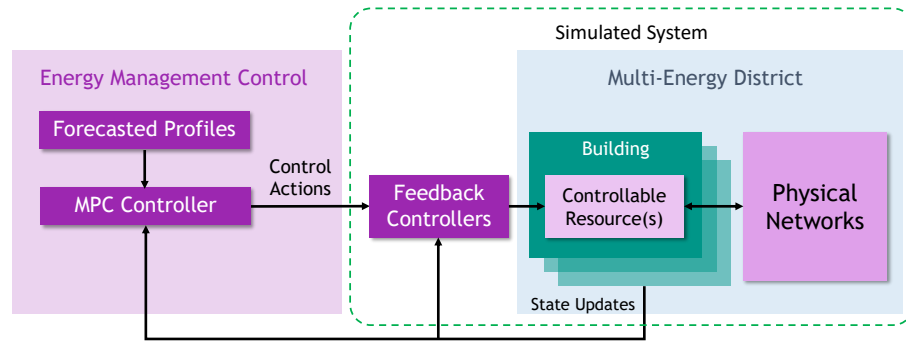 Simulated System
Energy Management Control
Multi-Energy District
Forecasted Profiles
Building
Control
Actions
MPC Controller
Feedback
Controllers
Controllable
Resource(s)
Physical
Networks
State Updates